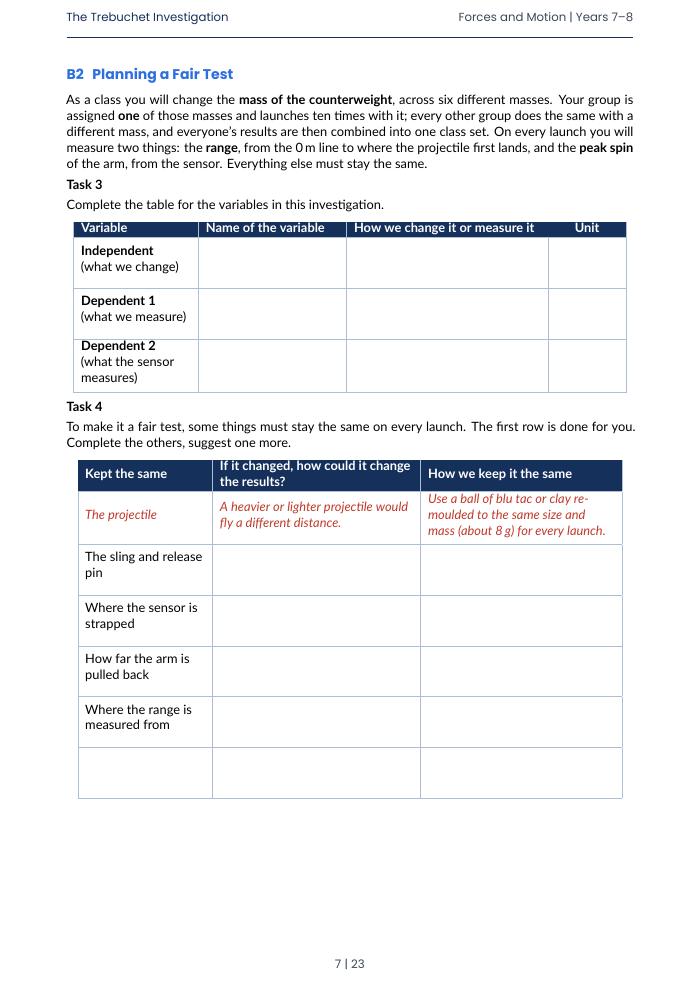 The Trebuchet Investigation
Forces and Motion | Years 7–8
B2 Planning a Fair Test
As a class you will change the mass of the counterweight, across six different masses. Your group is
assigned one of those masses and launches ten times with it; every other group does the same with a
different mass, and everyone's results are then combined into one class set. On every launch you will
measure two things: the range, from the 0 m line to where the projectile first lands, and the peak spin
of the arm, from the sensor. Everything else must stay the same.
Task 3
Complete the table for the variables in this investigation.
Variable
Name of the variable
How we change it or measure it
Unit
Independent
(what we change)
Dependent 1
(what we measure)
Dependent 2
(what the sensor
measures)
Task 4
To make it a fair test, some things must stay the same on every launch. The first row is done for you.
Complete the others, suggest one more.
Kept the same
If it changed, how could it change
the results?
How we keep it the same
The projectile
A heavier or lighter projectile would
fly a different distance.
Use a ball of blu tac or clay re-
moulded to the same size and
mass (about 8 g) for every launch.
The sling and release
pin
Where the sensor is
strapped
How far the arm is
pulled back
Where the range is
measured from
7 | 23